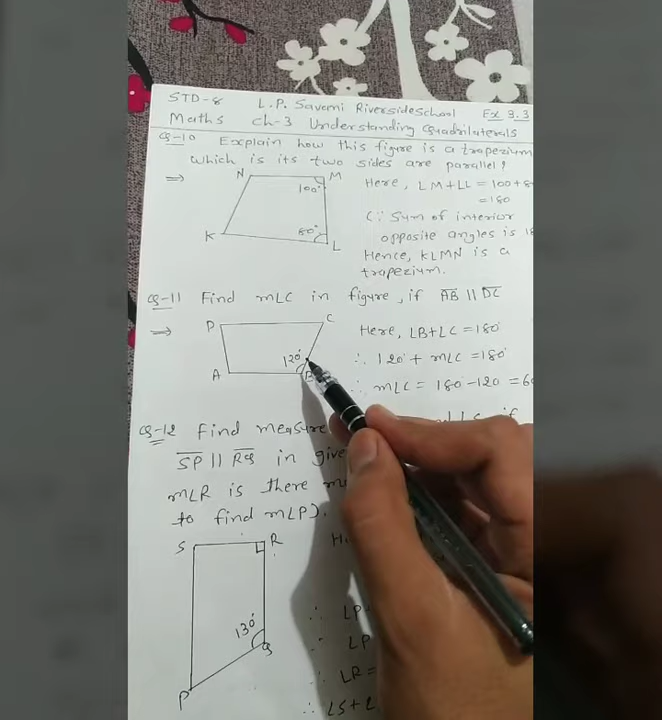 STD-8 L.P. Savani Riverside School Ex 3.3
Maths Ch-3 Understanding Quadrilaterals
Q-10 Explain how this figure is a trapezium
which is its two sides are parallel?
⇒ N M Here, ∠M+∠L = 100+8
100° =180
(∵ Sum of interior
K 80° L opposite angles is 18
Hence, KLMN is a
trapezium.
Q-11 Find m∠C in figure, if AB || DC
⇒ D C Here, ∠B+∠C = 180°
A 120° B ∴ 120° + m∠C = 180°
∴ m∠C = 180°-120 = 60
Q-12 Find measure if
SP || RQ in give
m∠R is there m
to find m∠P).
S R H
130° Q ∴ ∠P+
∴ ∠P
P ∴ ∠R=
∴ ∠S+∠